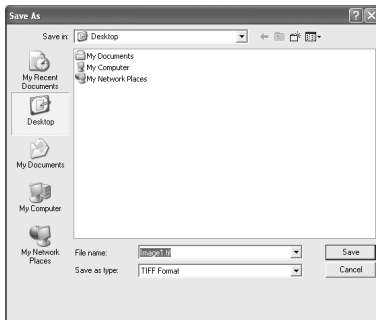 Save As
Save in:
Desktop
My Recent
Documents
Desktop
My Documents
My Computer
My Network
Places
My Documents
My Computer
My Network Places
File name:
Image1.tif
Save
Save as type:
TIFF Format
Cancel